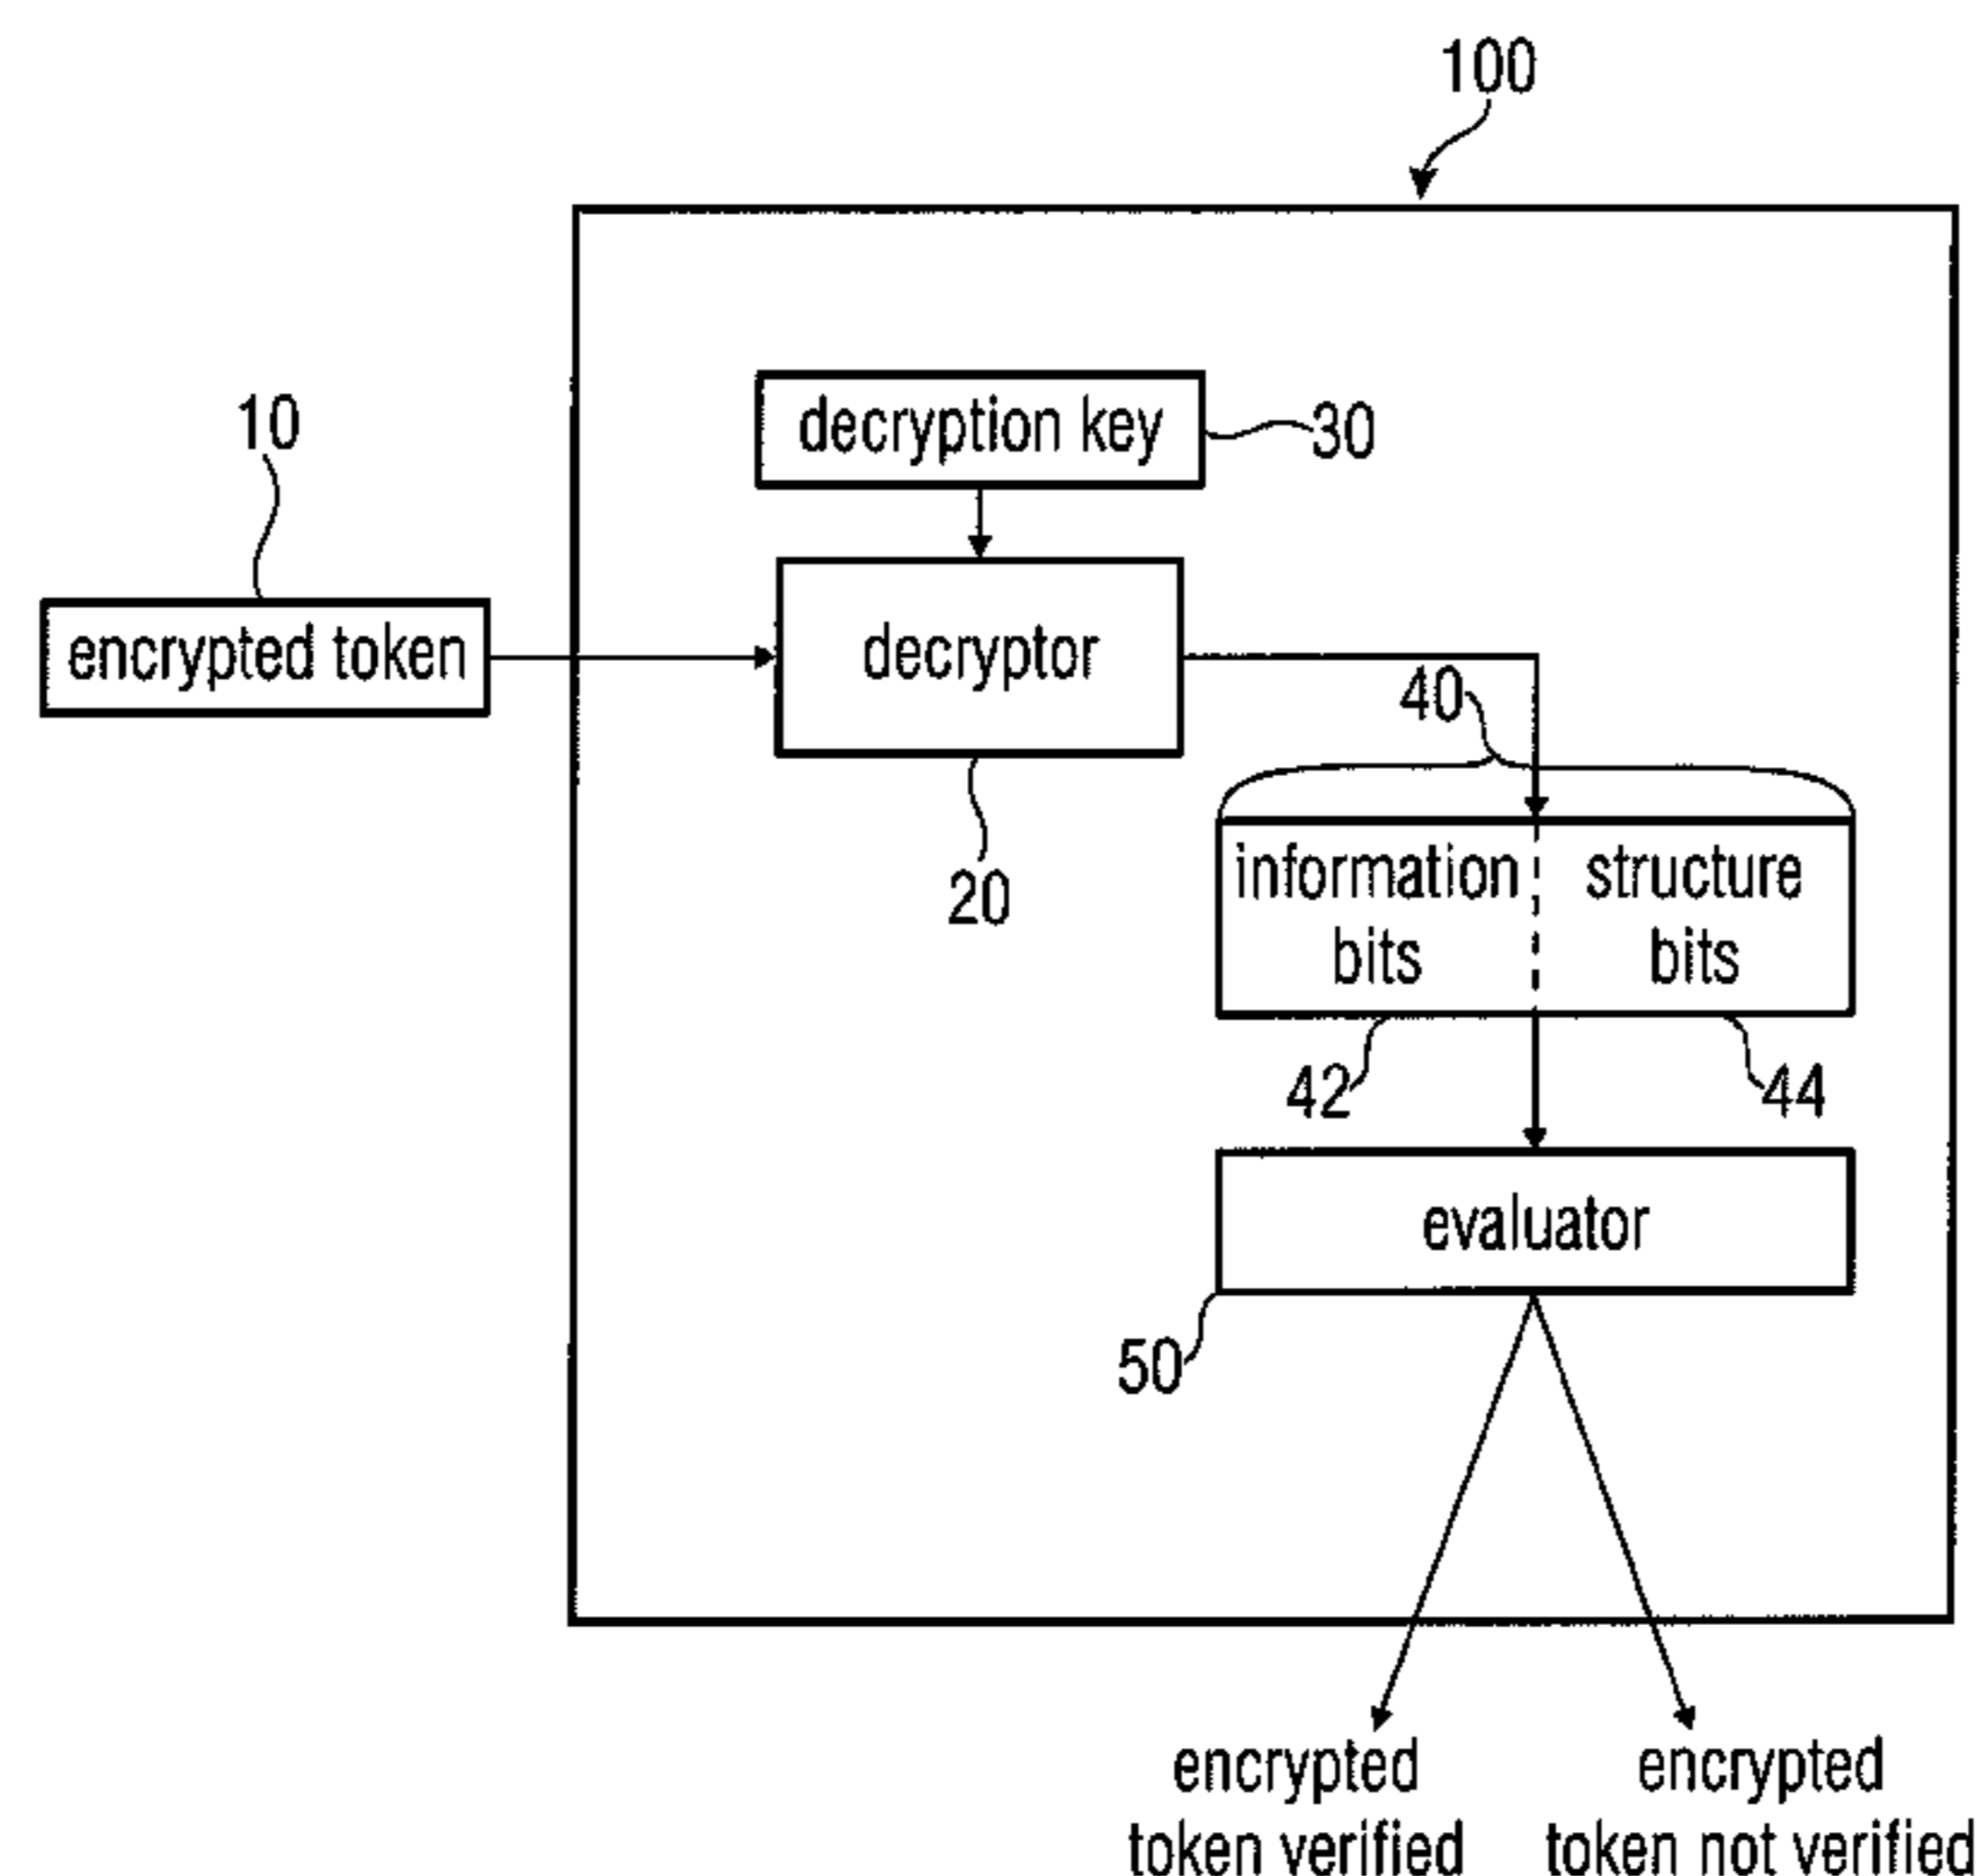 100
10
decryption key
30
encrypted token
decryptor
40
20
information
bits
structure
bits
42
44
evaluator
50
encrypted
token verified
encrypted
token not verified